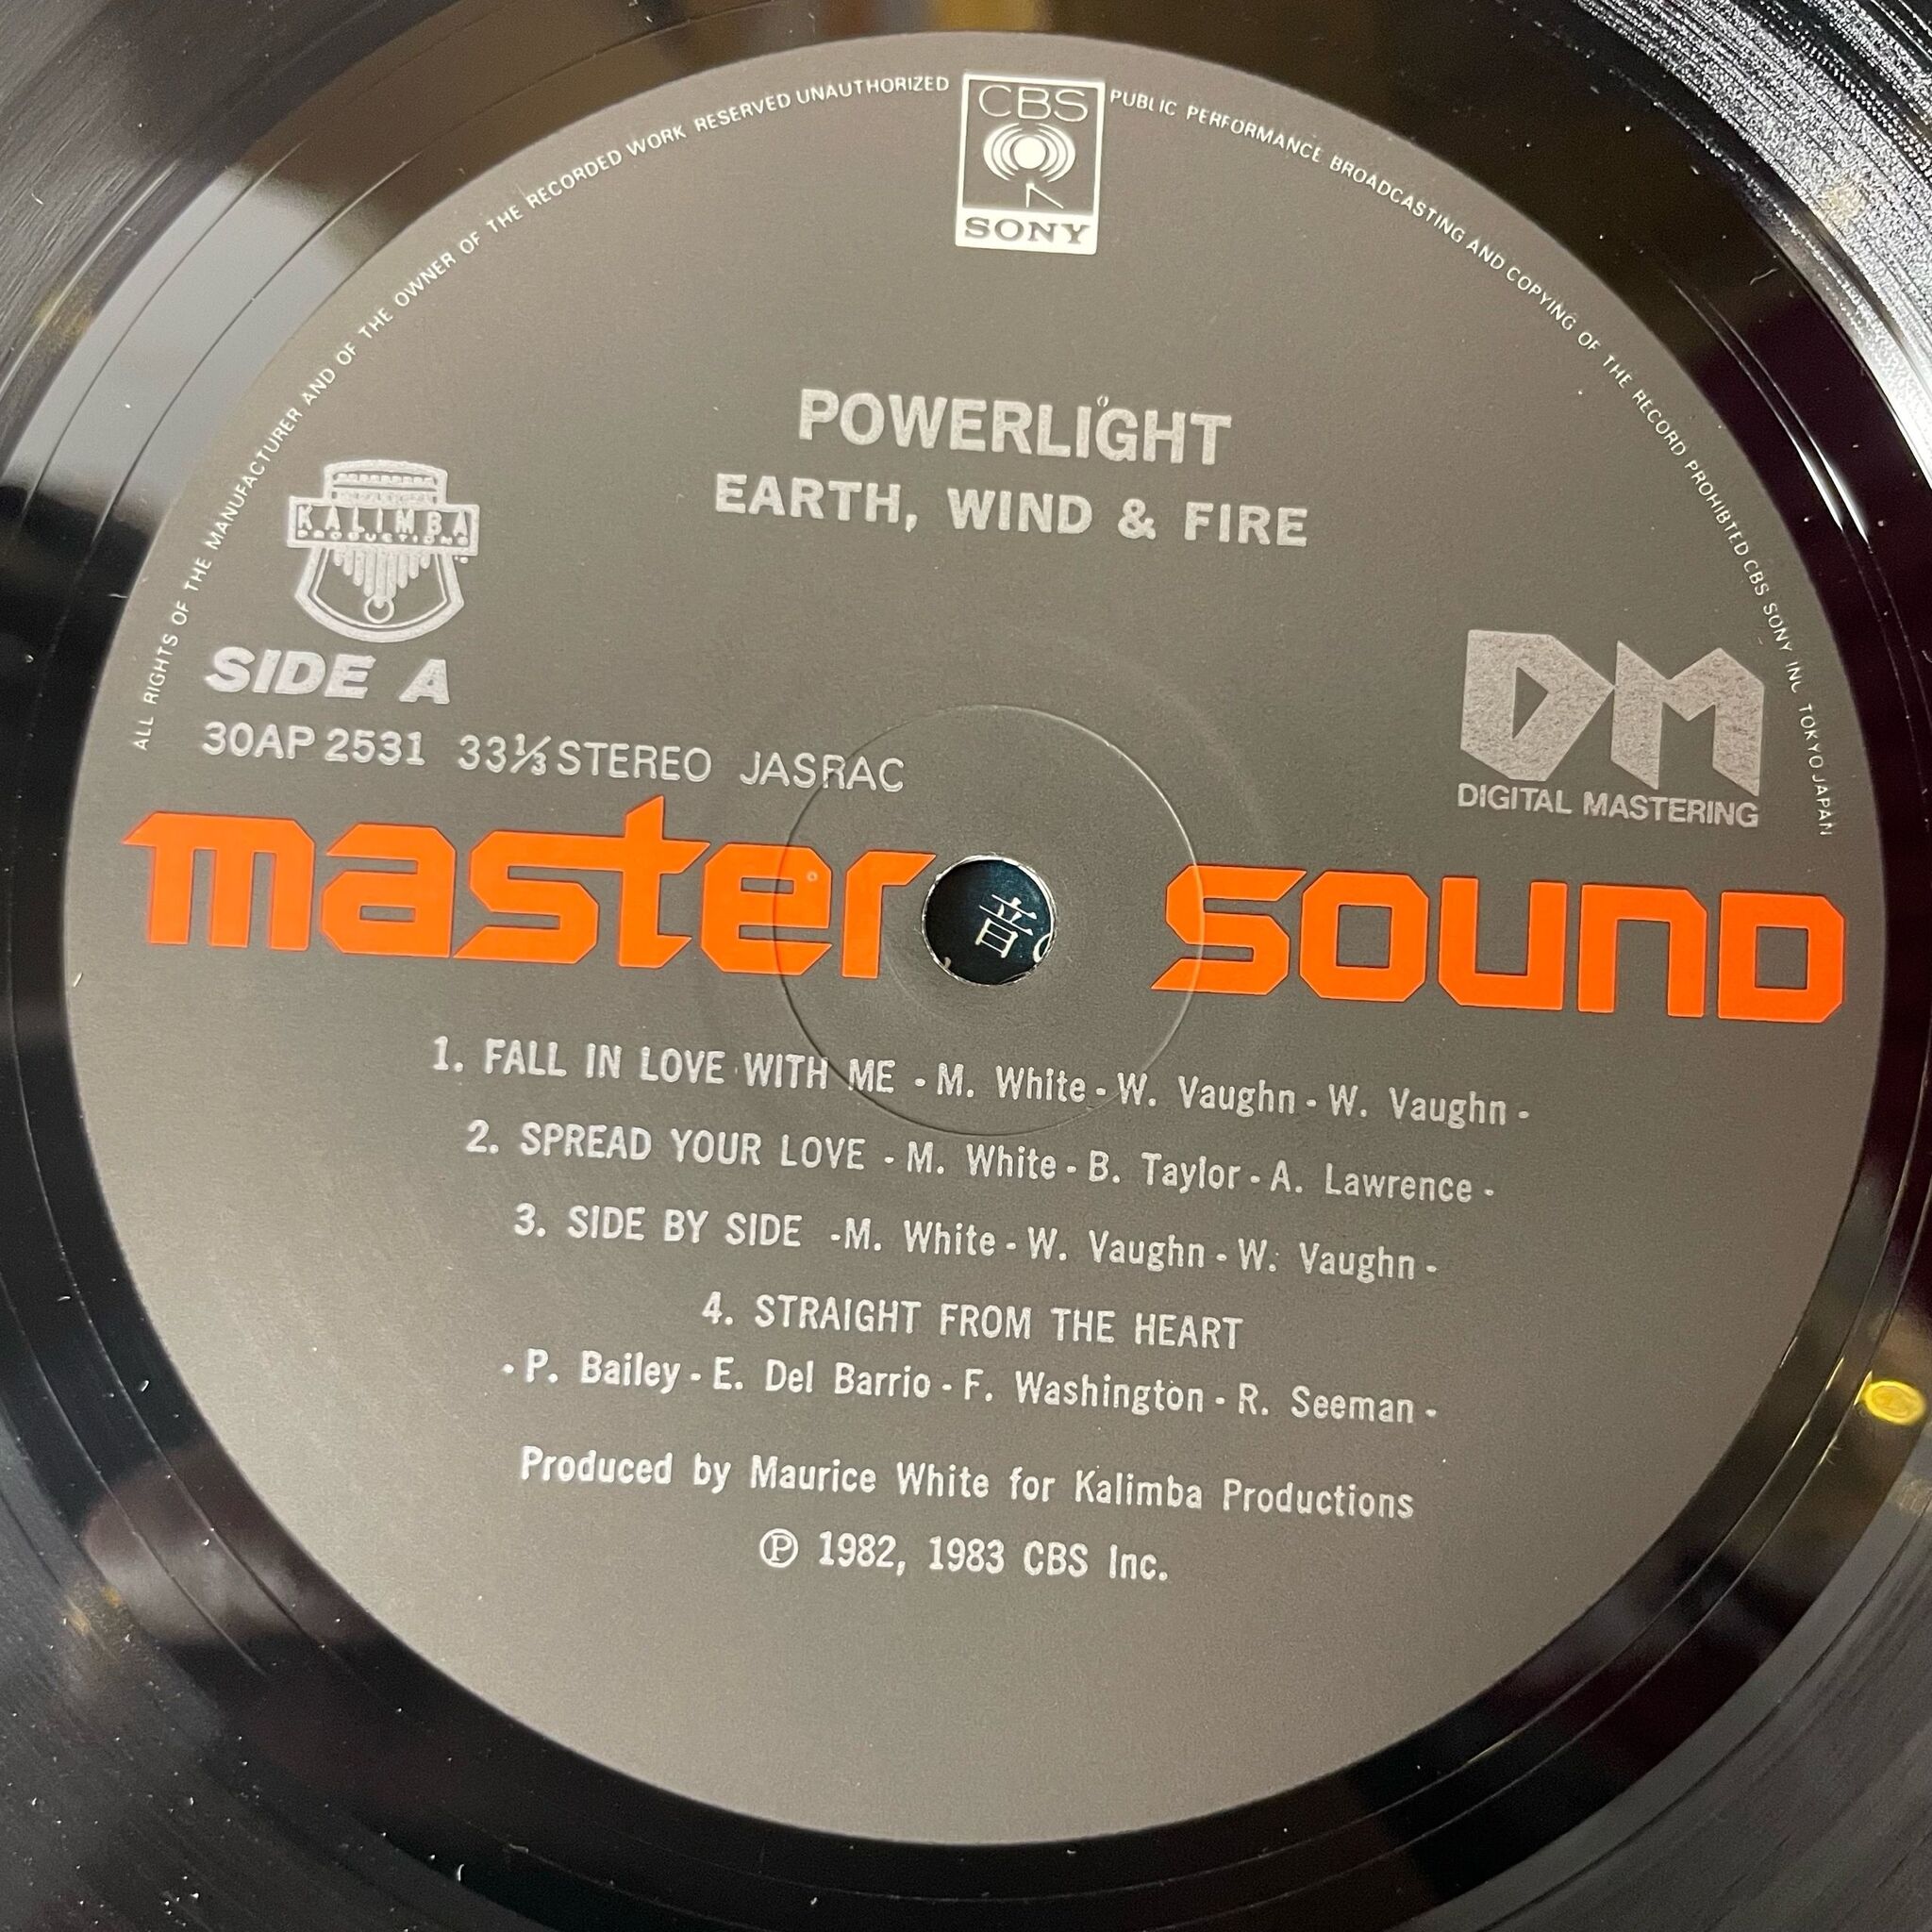 ALL RIGHTS OF THE MANUFACTURER AND OF THE OWNER OF THE RECORDED WORK RESERVED UNAUTHORIZED PUBLIC PERFORMANCE BROADCASTING AND COPYING OF THE RECORD PROHIBITED CBS SONY INC TOKYO JAPAN
CBS
SONY
POWERLIGHT
EARTH, WIND & FIRE
KALIMBA
PRODUCTIONS
SIDE A
30AP 2531 33⅓ STEREO JASRAC
DM
DIGITAL MASTERING
master sound
音の
1. FALL IN LOVE WITH ME - M. White - W. Vaughn - W. Vaughn -
2. SPREAD YOUR LOVE - M. White - B. Taylor - A. Lawrence -
3. SIDE BY SIDE -M. White - W. Vaughn - W. Vaughn -
4. STRAIGHT FROM THE HEART
- P. Bailey - E. Del Barrio - F. Washington - R. Seeman -
Produced by Maurice White for Kalimba Productions
℗ 1982, 1983 CBS Inc.